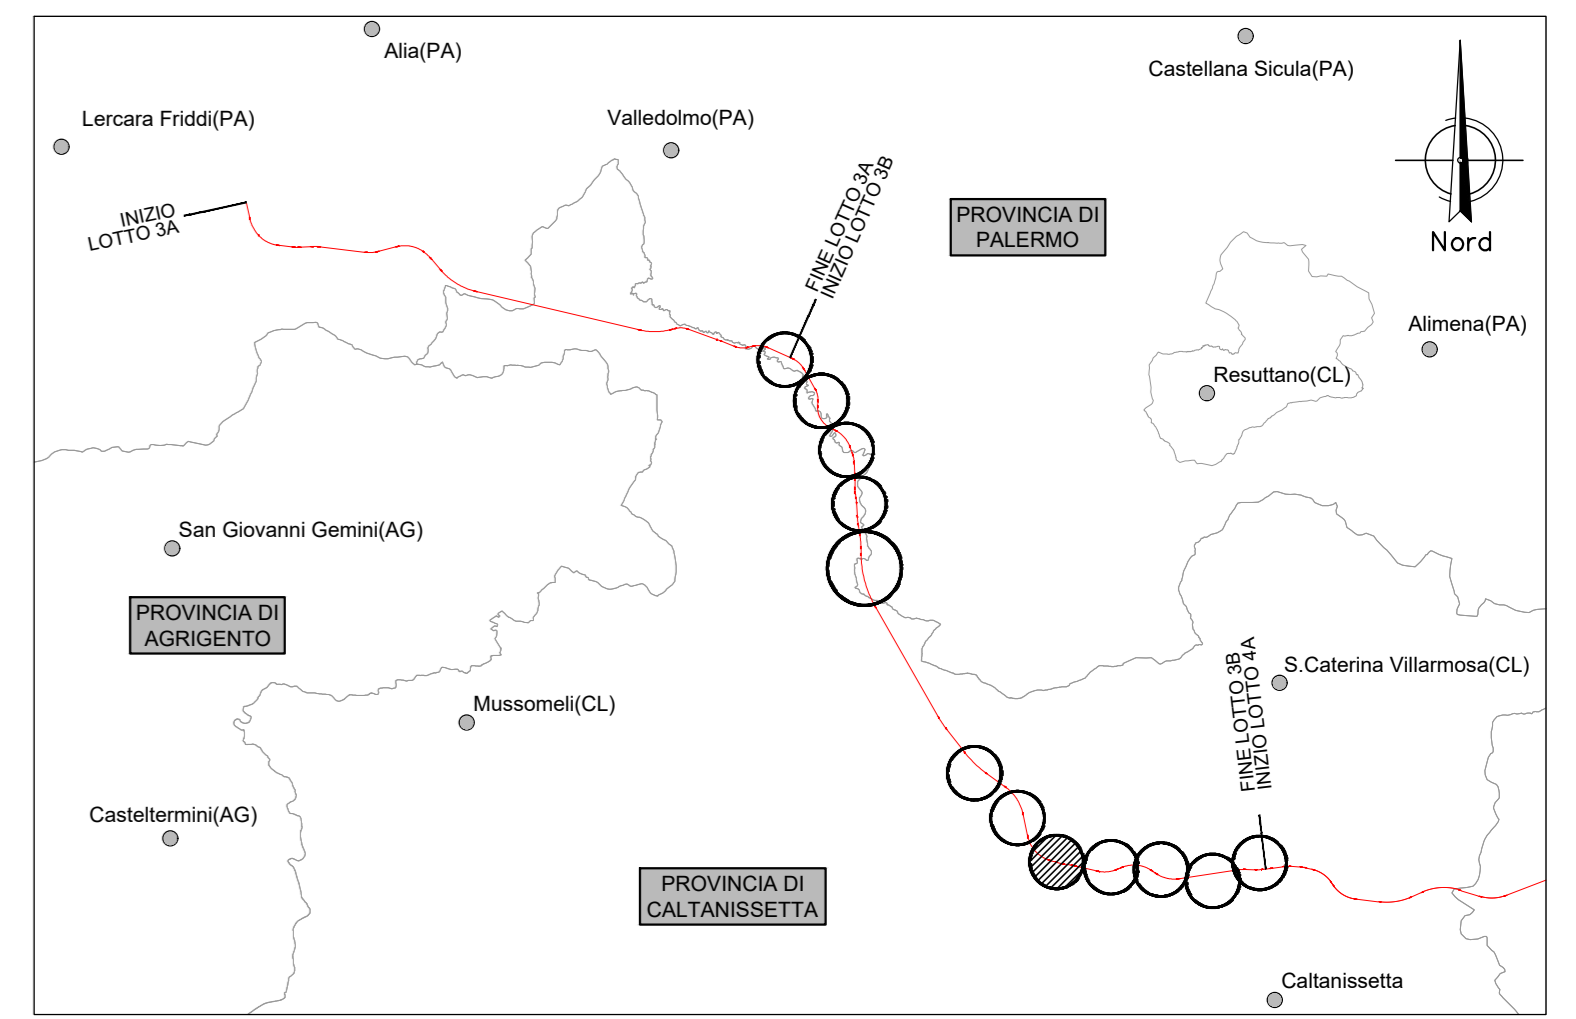 Alia(PA)
Castellana Sicula(PA)
Lercara Friddi(PA)
Valledolmo(PA)
INIZIO
LOTTO 3A
FINE LOTTO 3A
INIZIO LOTTO 3B
PROVINCIA DI
PALERMO
Nord
Alimena(PA)
Resuttano(CL)
San Giovanni Gemini(AG)
PROVINCIA DI
AGRIGENTO
FINE LOTTO 3B
INIZIO LOTTO 4A
S.Caterina Villarmosa(CL)
Mussomeli(CL)
Casteltermini(AG)
PROVINCIA DI
CALTANISSETTA
Caltanissetta